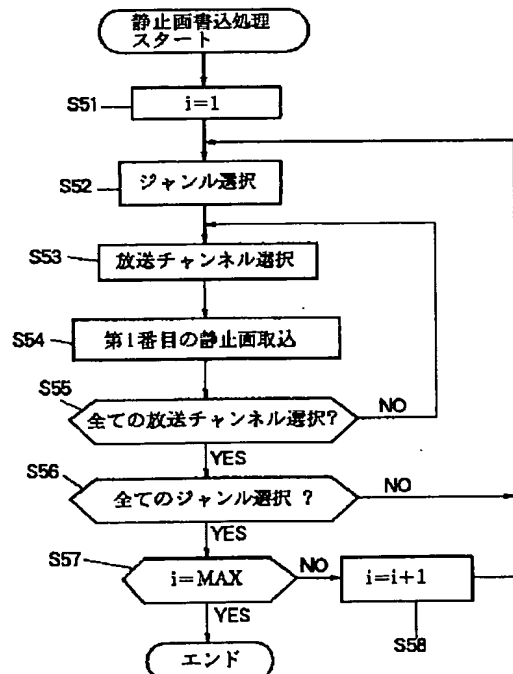 静止画書込処理
スタート
S51
i=1
S52
ジャンル選択
S53
放送チャンネル選択
S54
第1番目の静止画取込
S55
全ての放送チャンネル選択?
NO
YES
S56
全てのジャンル選択 ?
NO
YES
S57
i=MAX
NO
i=i+1
YES
S58
エンド